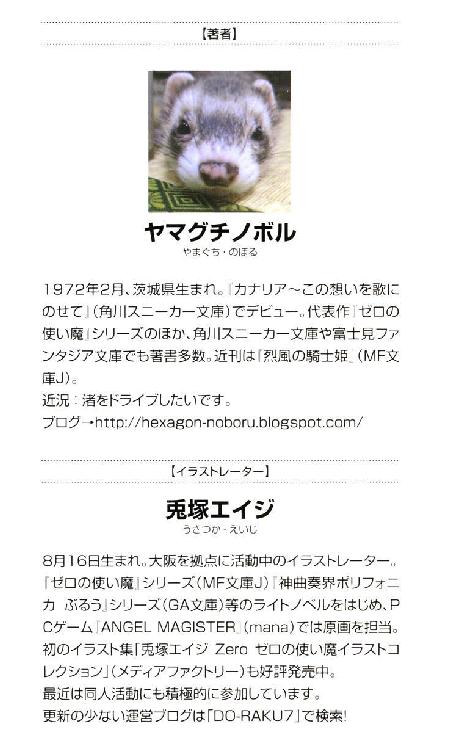 【著者】
ヤマグチノボル
やまぐち・のぼる
1972年2月、茨城県生まれ。『カナリア〜この想いを歌に
のせて』（角川スニーカー文庫）でデビュー。代表作『ゼロの
使い魔』シリーズのほか、角川スニーカー文庫や富士見ファ
ンタジア文庫でも著書多数。近刊は『烈風の騎士姫』（MF文
庫J）。
近況：渚をドライブしたいです。
ブログ→http://hexagon-noboru.blogspot.com/
【イラストレーター】
兎塚エイジ
うさつか・えいじ
8月16日生まれ。大阪を拠点に活動中のイラストレーター。
『ゼロの使い魔』シリーズ（MF文庫J）『神曲奏界ポリフォニ
カ ぶるう』シリーズ（GA文庫）等のライトノベルをはじめ、P
Cゲーム『ANGEL MAGISTER』（mana）では原画を担当。
初のイラスト集『兎塚エイジ Zero ゼロの使い魔イラストコ
レクション』（メディアファクトリー）も好評発売中。
最近は同人活動にも積極的に参加しています。
更新の少ない運営ブログは「DO-RAKU7」で検索!